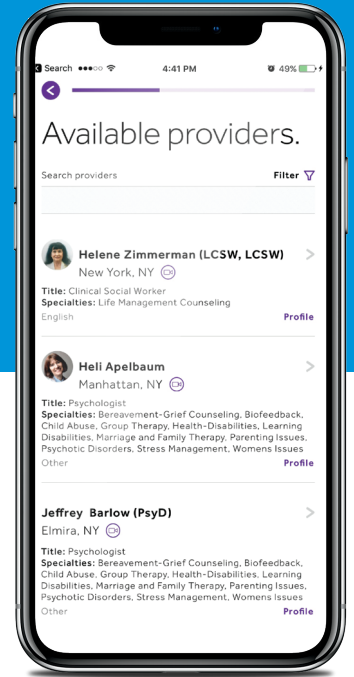 Search
4:41 PM
49%
Available providers.
Search providers
Filter
Helene Zimmerman (LCSW, LCSW)
New York, NY
Title: Clinical Social Worker
Specialties: Life Management Counseling
English
Profile
Heli Apelbaum
Manhattan, NY
Title: Psychologist
Specialties: Bereavement-Grief Counseling, Biofeedback,
Child Abuse, Group Therapy, Health-Disabilities, Learning
Disabilities, Marriage and Family Therapy, Parenting Issues,
Psychotic Disorders, Stress Management, Womens Issues
Other
Profile
Jeffrey Barlow (PsyD)
Elmira, NY
Title: Psychologist
Specialties: Bereavement-Grief Counseling, Biofeedback,
Child Abuse, Group Therapy, Health-Disabilities, Learning
Disabilities, Marriage and Family Therapy, Parenting Issues,
Psychotic Disorders, Stress Management, Womens Issues
Other
Profile